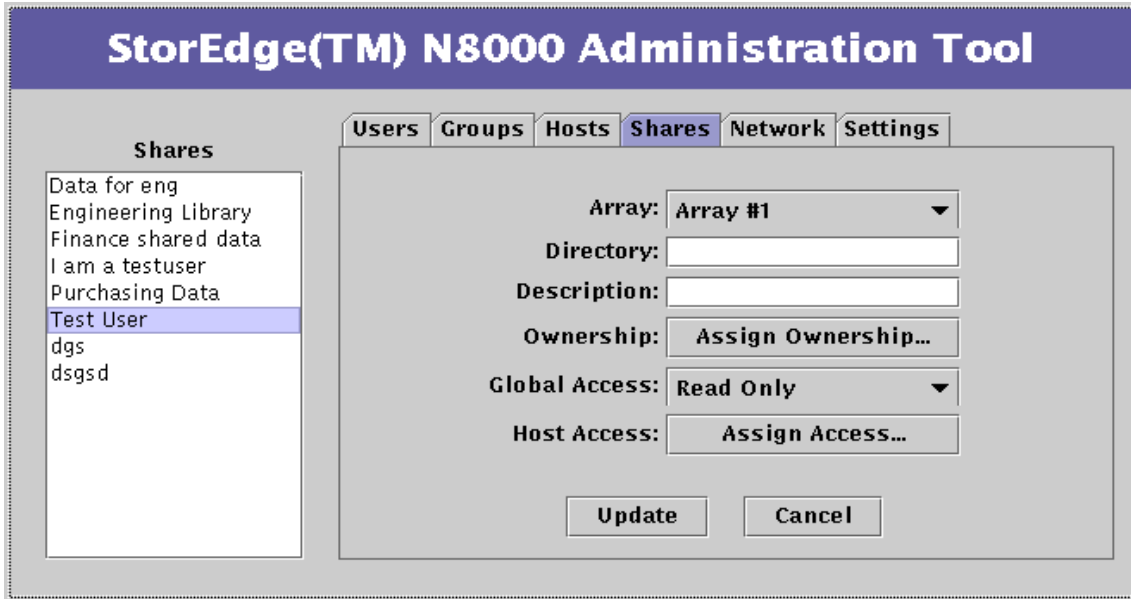 StorEdge(TM) N8000 Administration Tool
Users Groups Hosts Shares Network Settings
Shares
Data for eng
Engineering Library
Finance shared data
I am a testuser
Purchasing Data
Test User
dgs
dsgsd
Array: Array #1
Directory:
Description:
Ownership: Assign Ownership...
Global Access: Read Only
Host Access: Assign Access...
Update Cancel